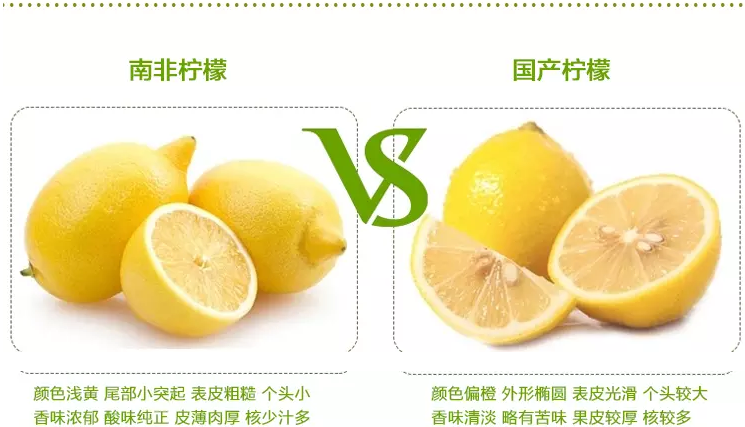 南非柠檬
国产柠檬
VS
颜色浅黄 尾部小突起 表皮粗糙 个头小
香味浓郁 酸味纯正 皮薄肉厚 核少汁多
颜色偏橙 外形椭圆 表皮光滑 个头较大
香味清淡 略有苦味 果皮较厚 核较多